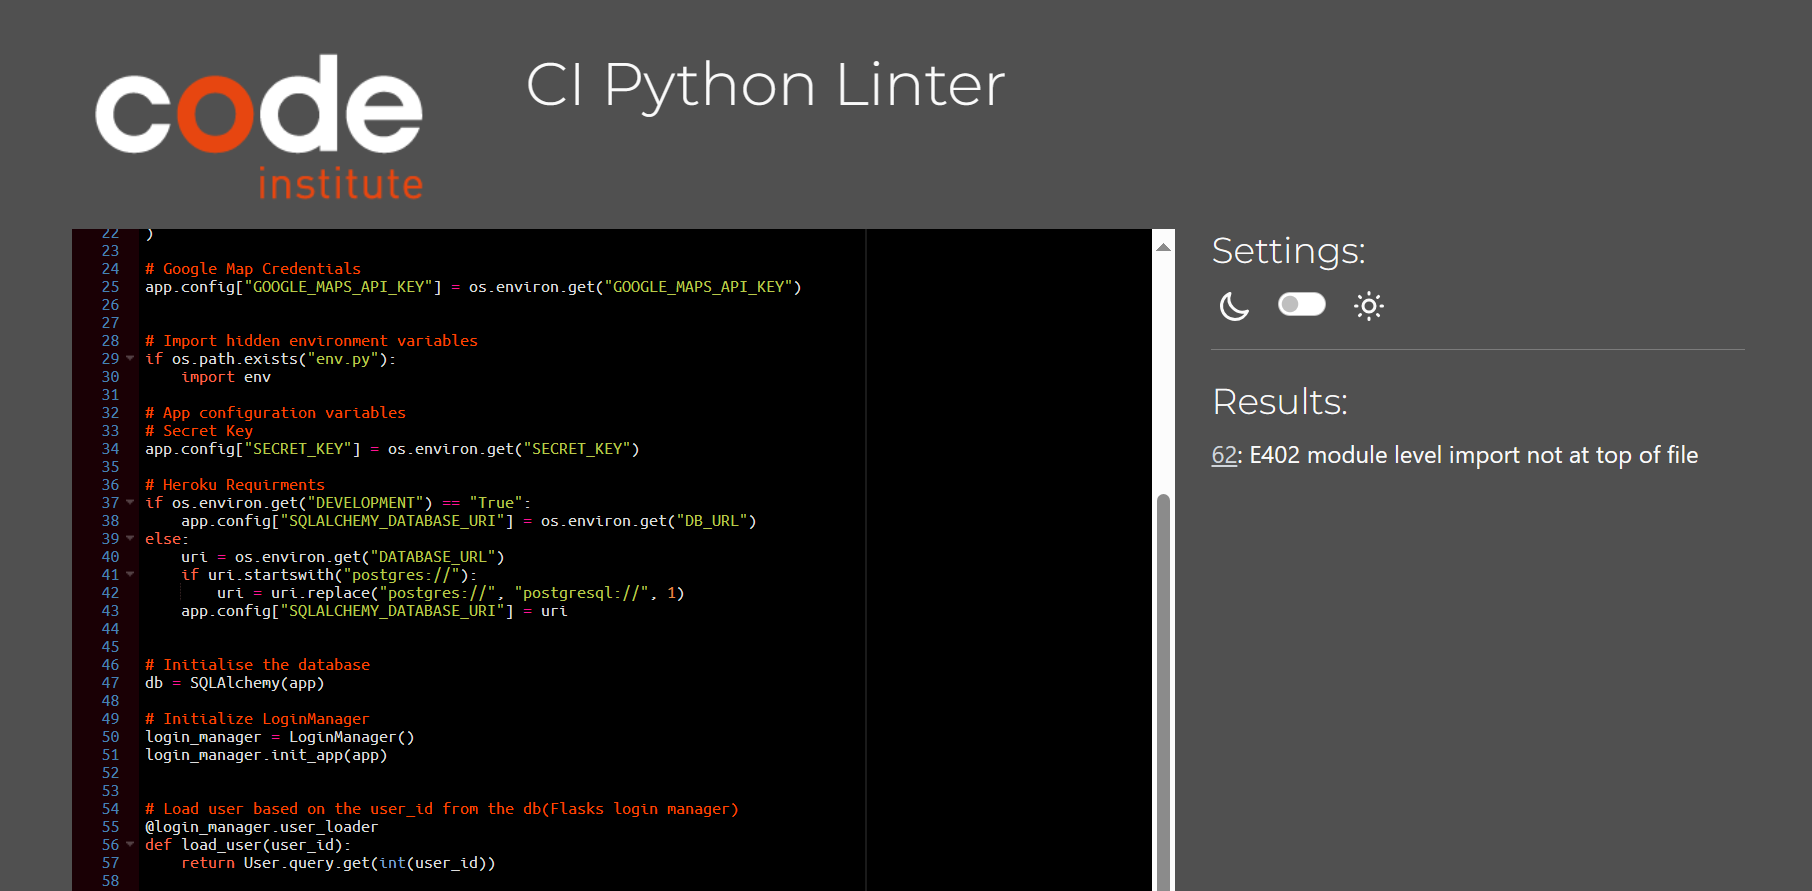 code
institute
CI Python Linter
22 )
23
24 # Google Map Credentials
25 app.config["GOOGLE_MAPS_API_KEY"] = os.environ.get("GOOGLE_MAPS_API_KEY")
26
27
28 # Import hidden environment variables
29 if os.path.exists("env.py"):
30     import env
31
32 # App configuration variables
33 # Secret Key
34 app.config["SECRET_KEY"] = os.environ.get("SECRET_KEY")
35
36 # Heroku Requirments
37 if os.environ.get("DEVELOPMENT") == "True":
38     app.config["SQLALCHEMY_DATABASE_URI"] = os.environ.get("DB_URL")
39 else:
40     uri = os.environ.get("DATABASE_URL")
41     if uri.startswith("postgres://"):
42         uri = uri.replace("postgres://", "postgresql://", 1)
43     app.config["SQLALCHEMY_DATABASE_URI"] = uri
44
45
46 # Initialise the database
47 db = SQLAlchemy(app)
48
49 # Initialize LoginManager
50 login_manager = LoginManager()
51 login_manager.init_app(app)
52
53
54 # Load user based on the user_id from the db(Flasks login manager)
55 @login_manager.user_loader
56 def load_user(user_id):
57     return User.query.get(int(user_id))
58
Settings:
Results:
62: E402 module level import not at top of file